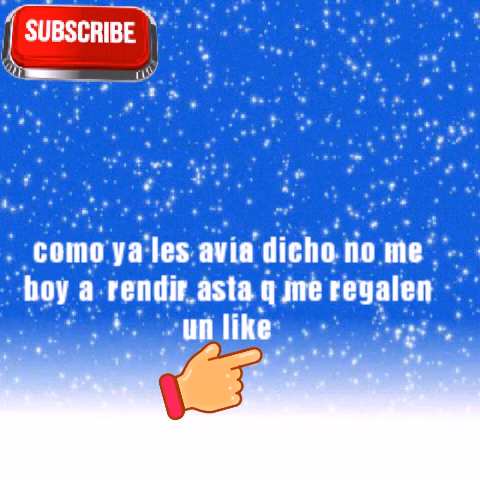 SUBSCRIBE
como ya les avia dicho no me
boy a rendir asta q me regalen
un like